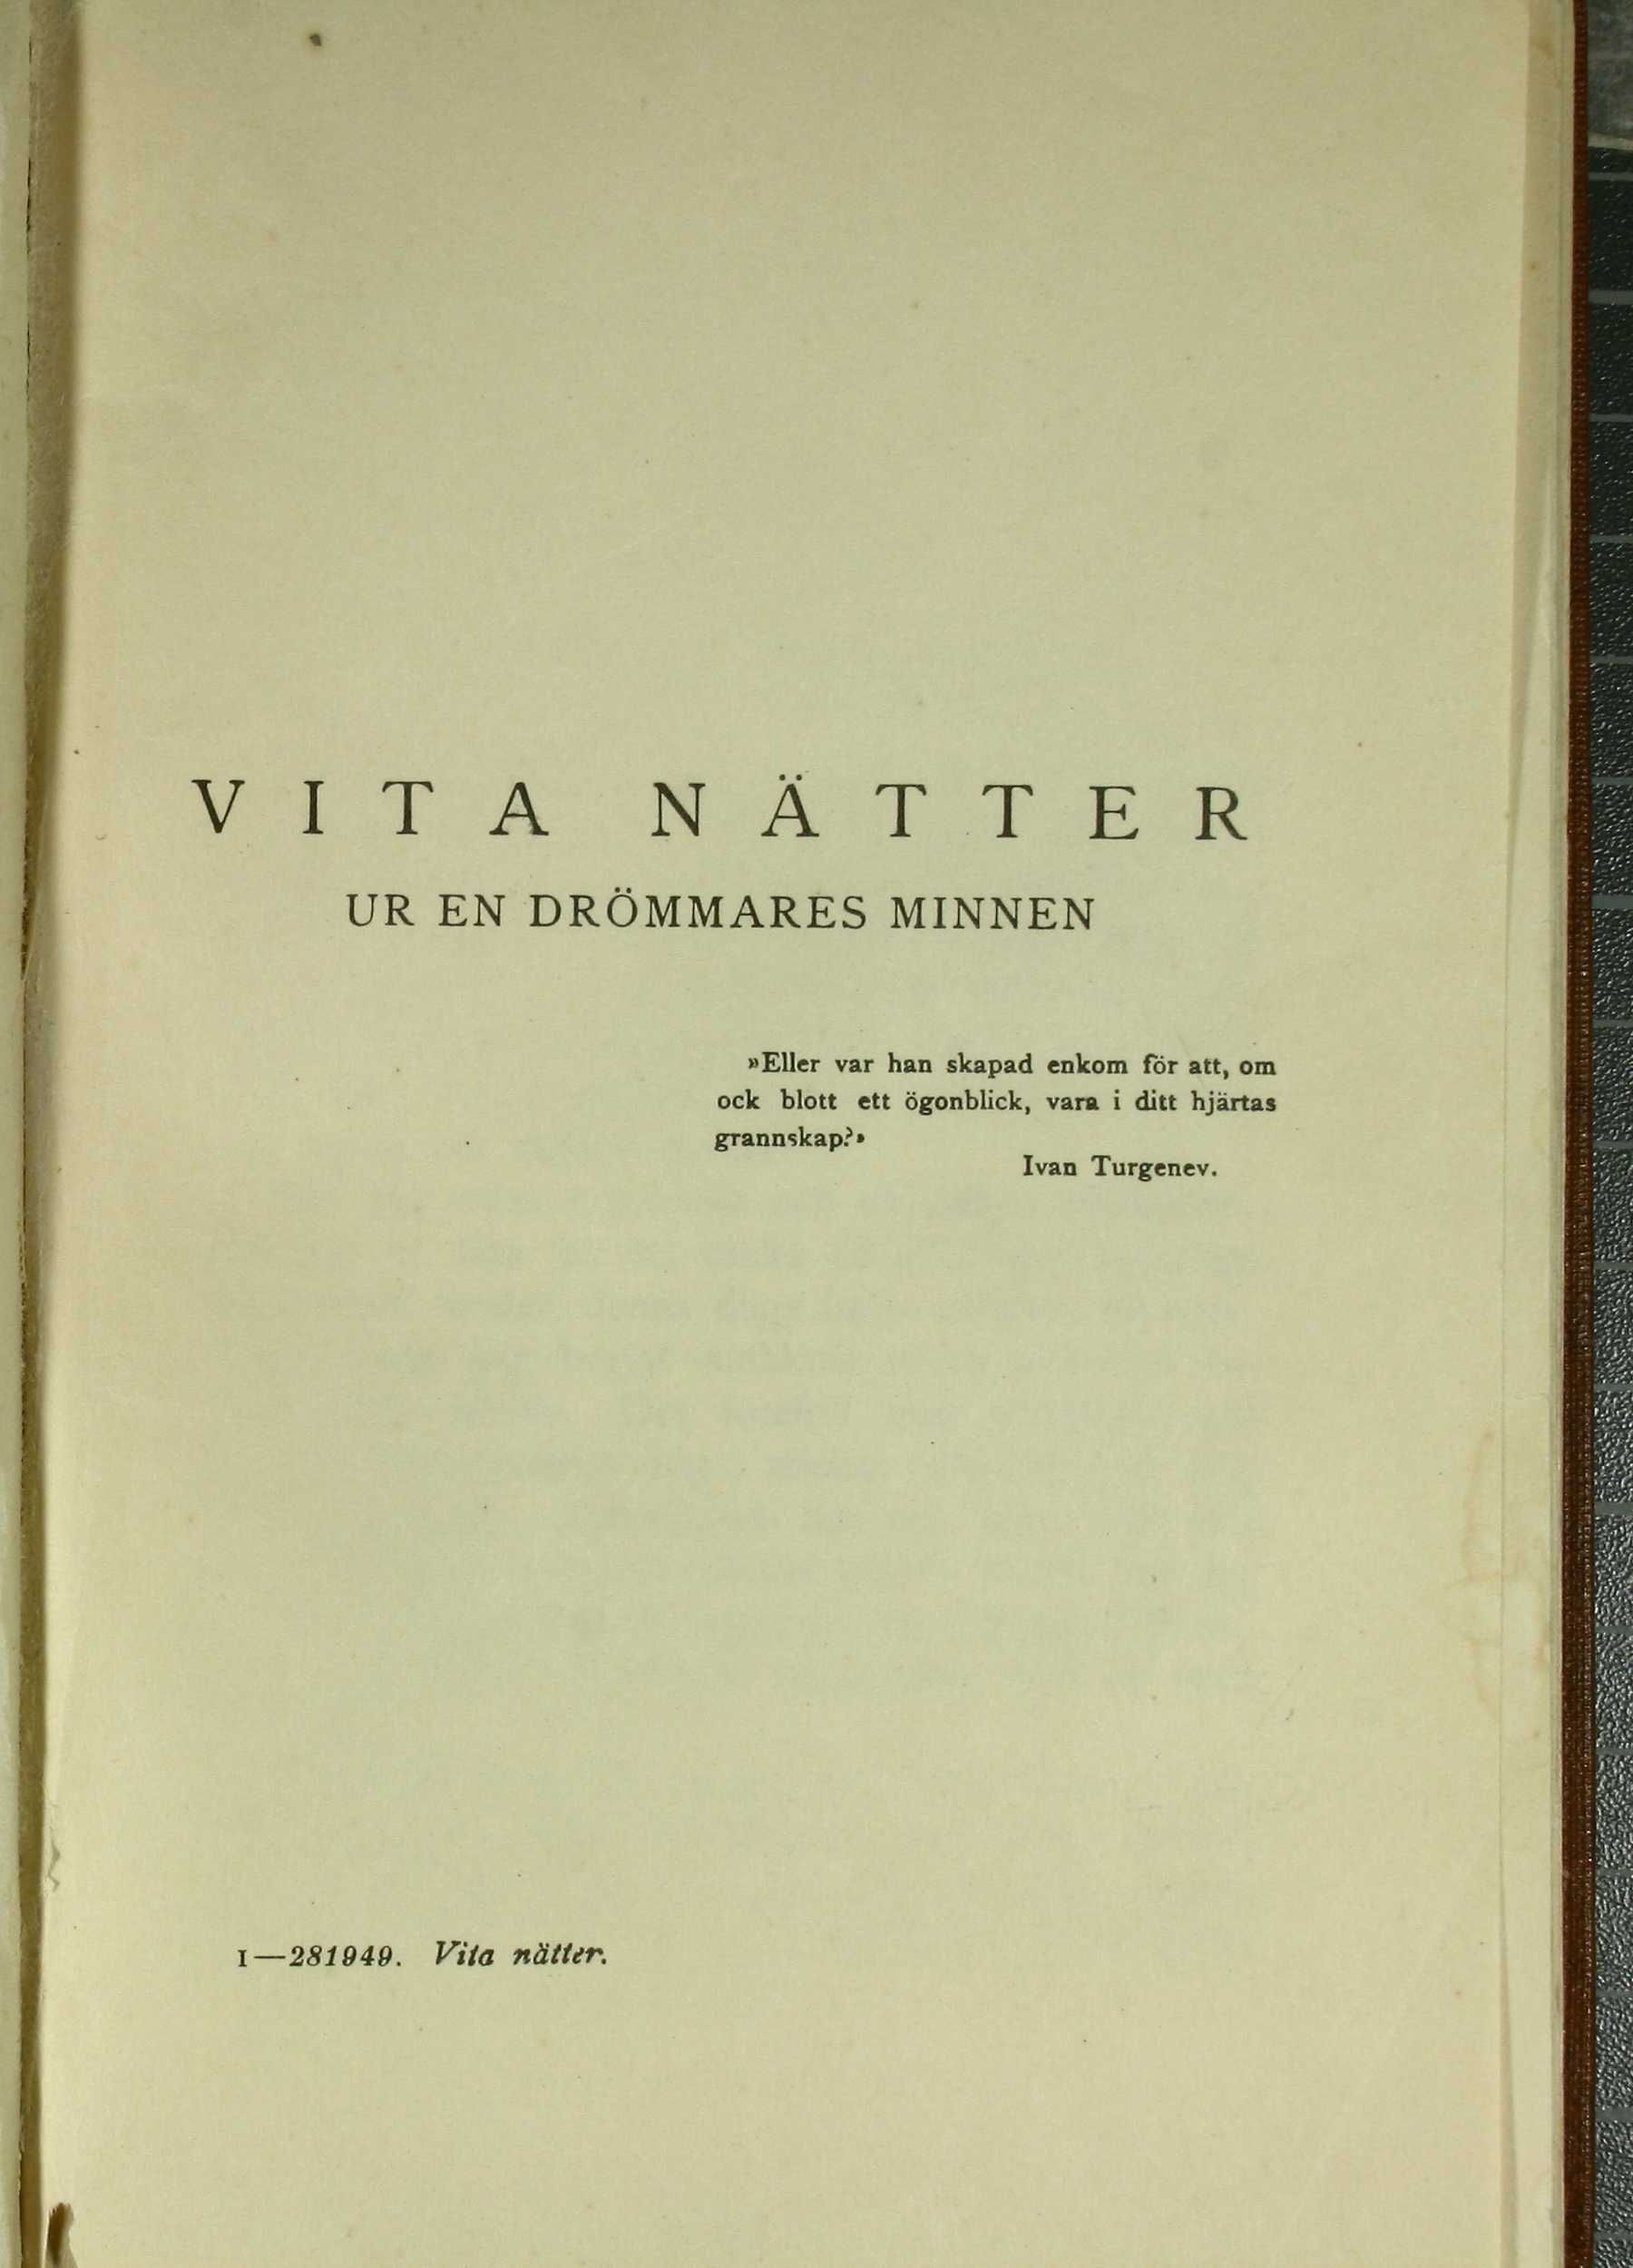 VITA NÄTTER
UR EN DRÖMMARES MINNEN
»Eller var han skapad enkom för att, om
ock blott ett ögonblick, vara i ditt hjärtas
grannskap?»
Ivan Turgenev.
1—281949. Vita nätter.